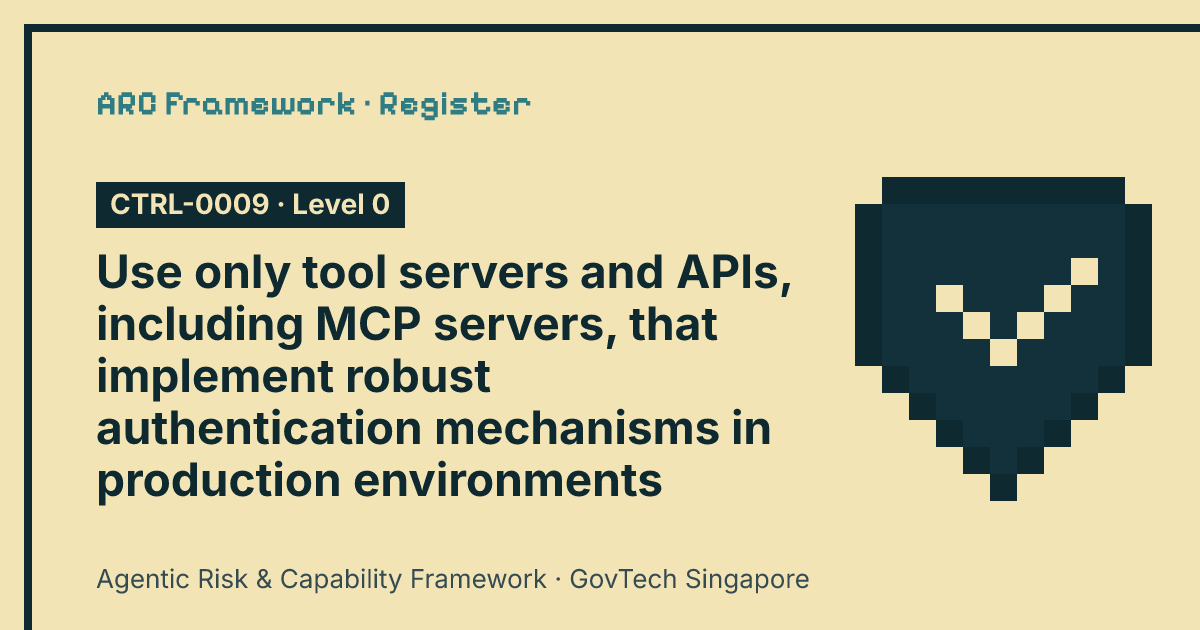 ARC Framework · Register
CTRL-0009 · Level 0
Use only tool servers and APIs,
including MCP servers, that
implement robust
authentication mechanisms in
production environments
Agentic Risk & Capability Framework · GovTech Singapore